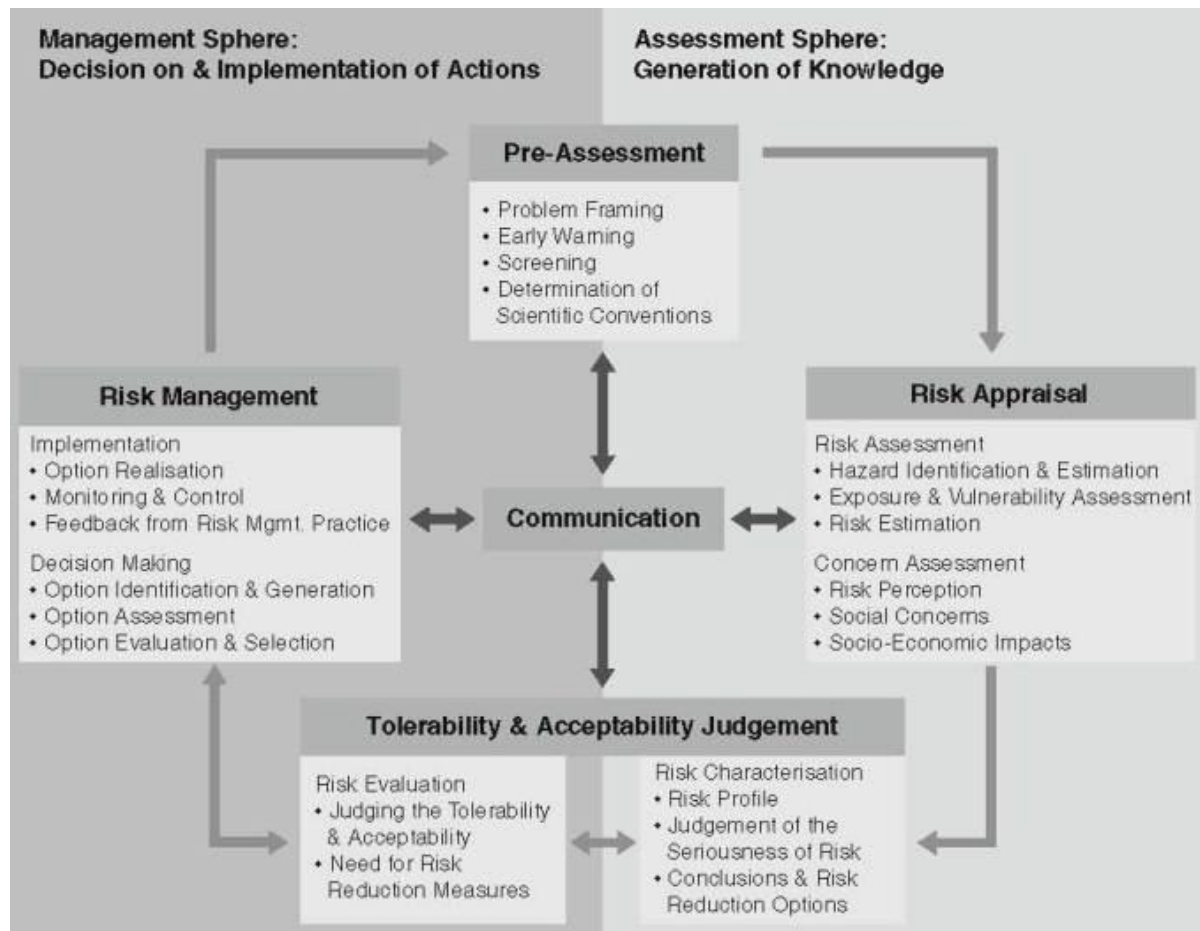 Management Sphere:
Decision on & Implementation of Actions
Assessment Sphere:
Generation of Knowledge
Pre-Assessment
• Problem Framing
• Early Warning
• Screening
• Determination of
Scientific Conventions
Risk Management
Implementation
• Option Realisation
• Monitoring & Control
• Feedback from Risk Mgmt. Practice
Decision Making
• Option Identification & Generation
• Option Assessment
• Option Evaluation & Selection
Communication
Risk Appraisal
Risk Assessment
• Hazard Identification & Estimation
• Exposure & Vulnerability Assessment
• Risk Estimation
Concern Assessment
• Risk Perception
• Social Concerns
• Socio-Economic Impacts
Tolerability & Acceptability Judgement
Risk Evaluation
• Judging the Tolerability
& Acceptability
• Need for Risk
Reduction Measures
Risk Characterisation
• Risk Profile
• Judgement of the
Seriousness of Risk
• Conclusions & Risk
Reduction Options